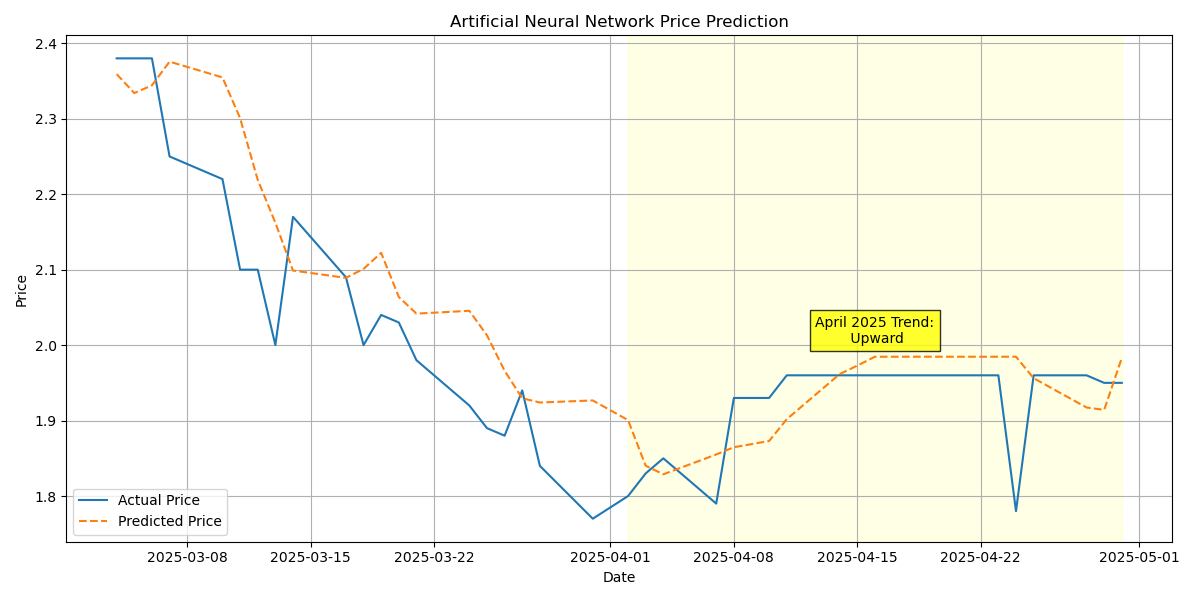 Artificial Neural Network Price Prediction
2.4
2.3
2.2
2.1
2.0
1.9
1.8
Price
April 2025 Trend:
Upward
Actual Price
Predicted Price
2025-03-08
2025-03-15
2025-03-22
2025-04-01
2025-04-08
2025-04-15
2025-04-22
2025-05-01
Date